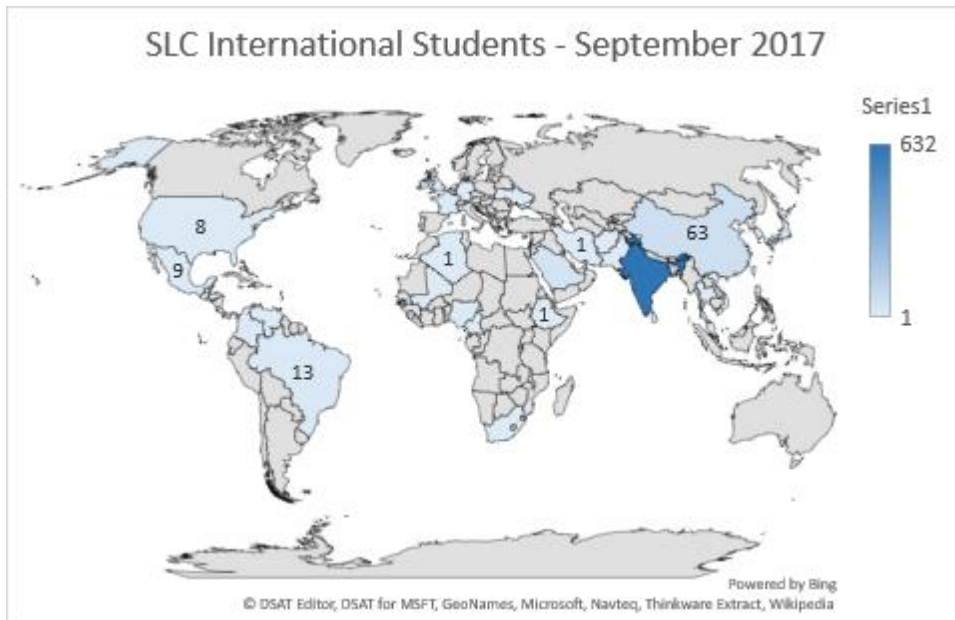 SLC International Students - September 2017
Series1
632
1
8
9
13
1
1
1
63
Powered by Bing
© DSAT Editor, DSAT for MSFT, GeoNames, Microsoft, Navteq, Thinkware Extract, Wikipedia